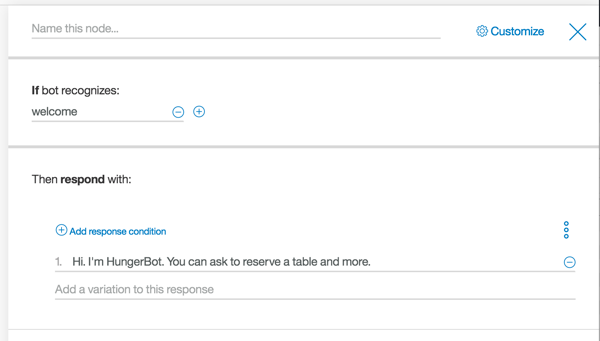 Name this node...
Customize
If bot recognizes:
welcome
Then respond with:
Add response condition
1. Hi. I'm HungerBot. You can ask to reserve a table and more.
Add a variation to this response